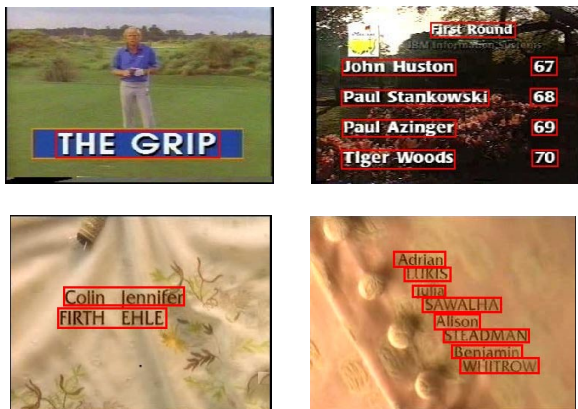 THE GRIP
First Round
IBM Information Systems
John Huston 67
Paul Stankowski 68
Paul Azinger 69
Tiger Woods 70
Colin Jennifer
FIRTH EHLE
Adrian
LUKIS
Julia
SAWALHA
Alison
STEADMAN
Benjamin
WHITROW